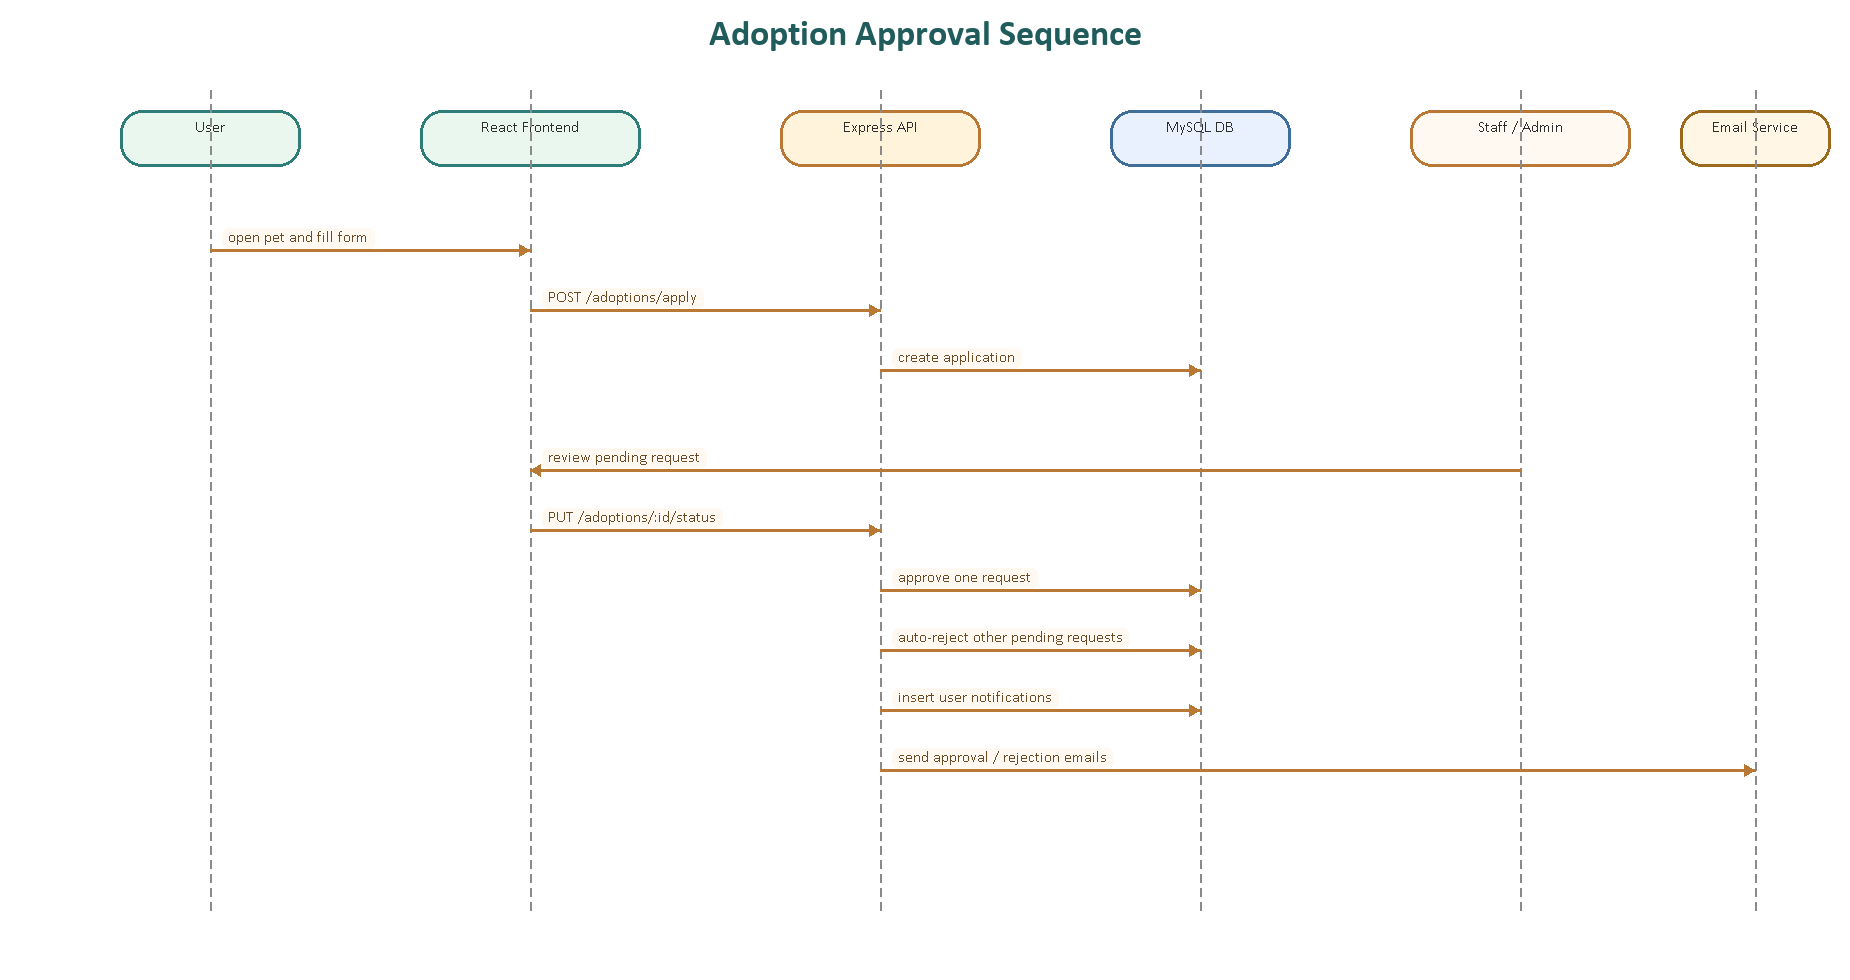 Adoption Approval Sequence
User
React Frontend
Express API
MySQL DB
Staff / Admin
Email Service
open pet and fill form
POST /adoptions/apply
create application
review pending request
PUT /adoptions/:id/status
approve one request
auto-reject other pending requests
insert user notifications
send approval / rejection emails